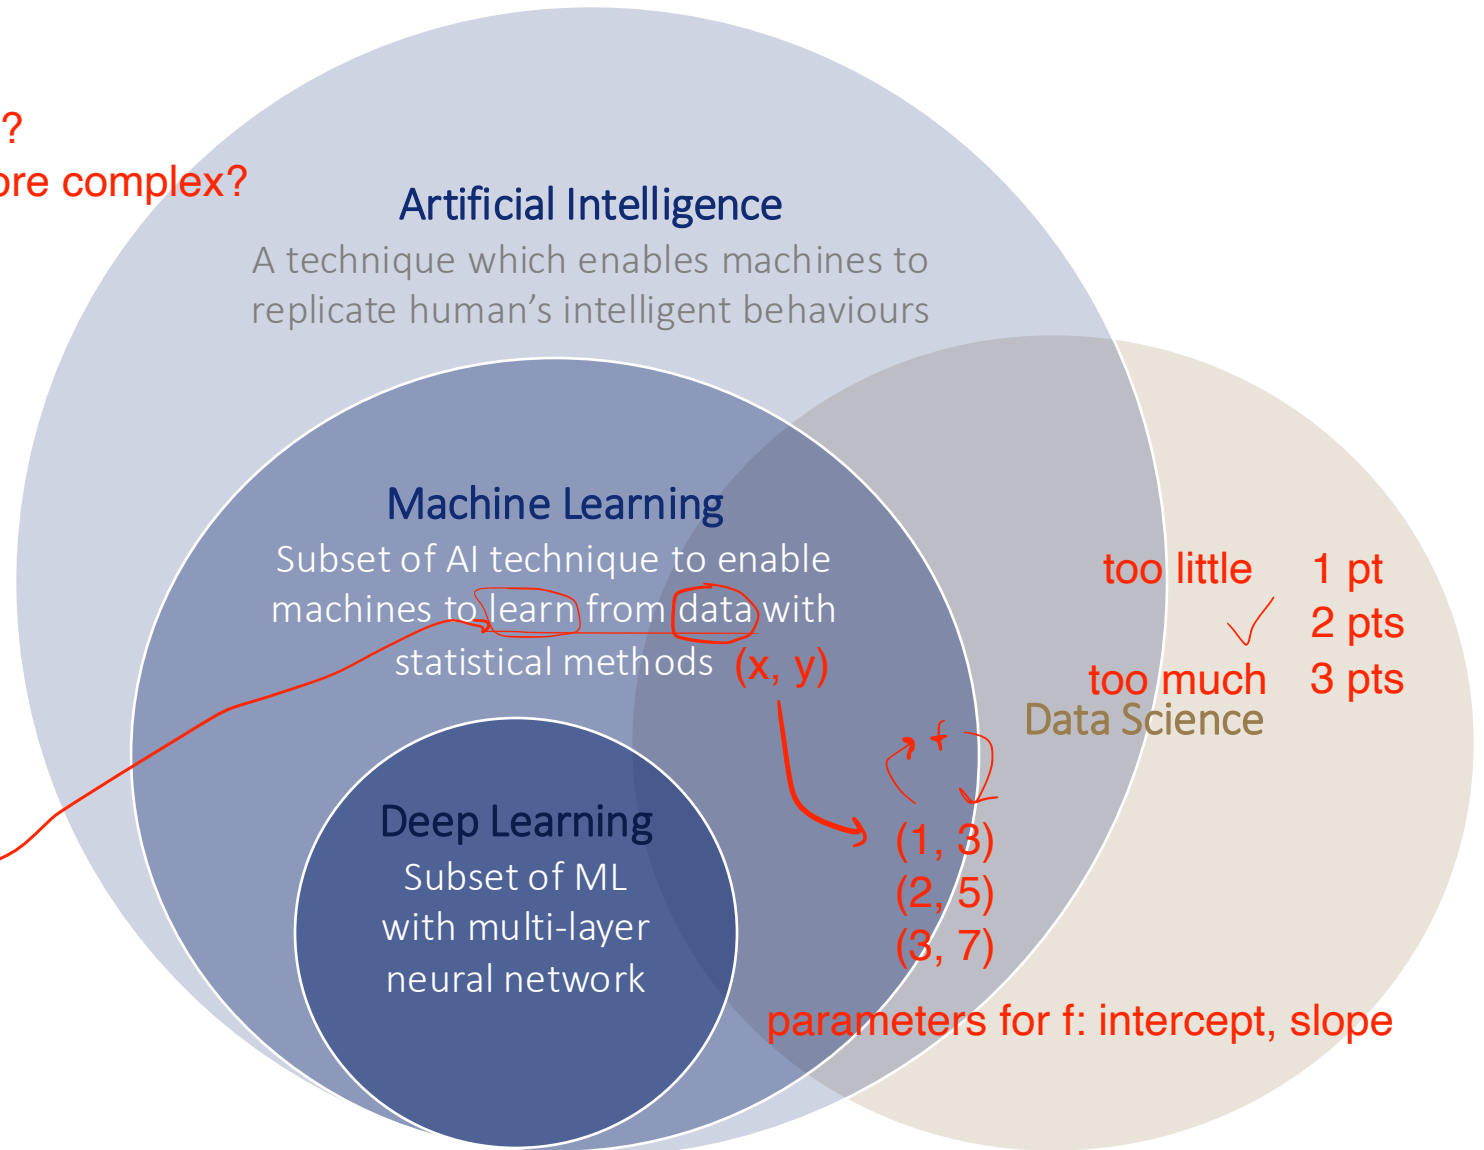 ?
ore complex?
Artificial Intelligence
A technique which enables machines to
replicate human’s intelligent behaviours
Machine Learning
Subset of AI technique to enable
machines to learn from data with
statistical methods (x, y)
too little 1 pt
2 pts
too much 3 pts
Data Science
f
(1, 3)
(2, 5)
(3, 7)
Deep Learning
Subset of ML
with multi-layer
neural network
parameters for f: intercept, slope